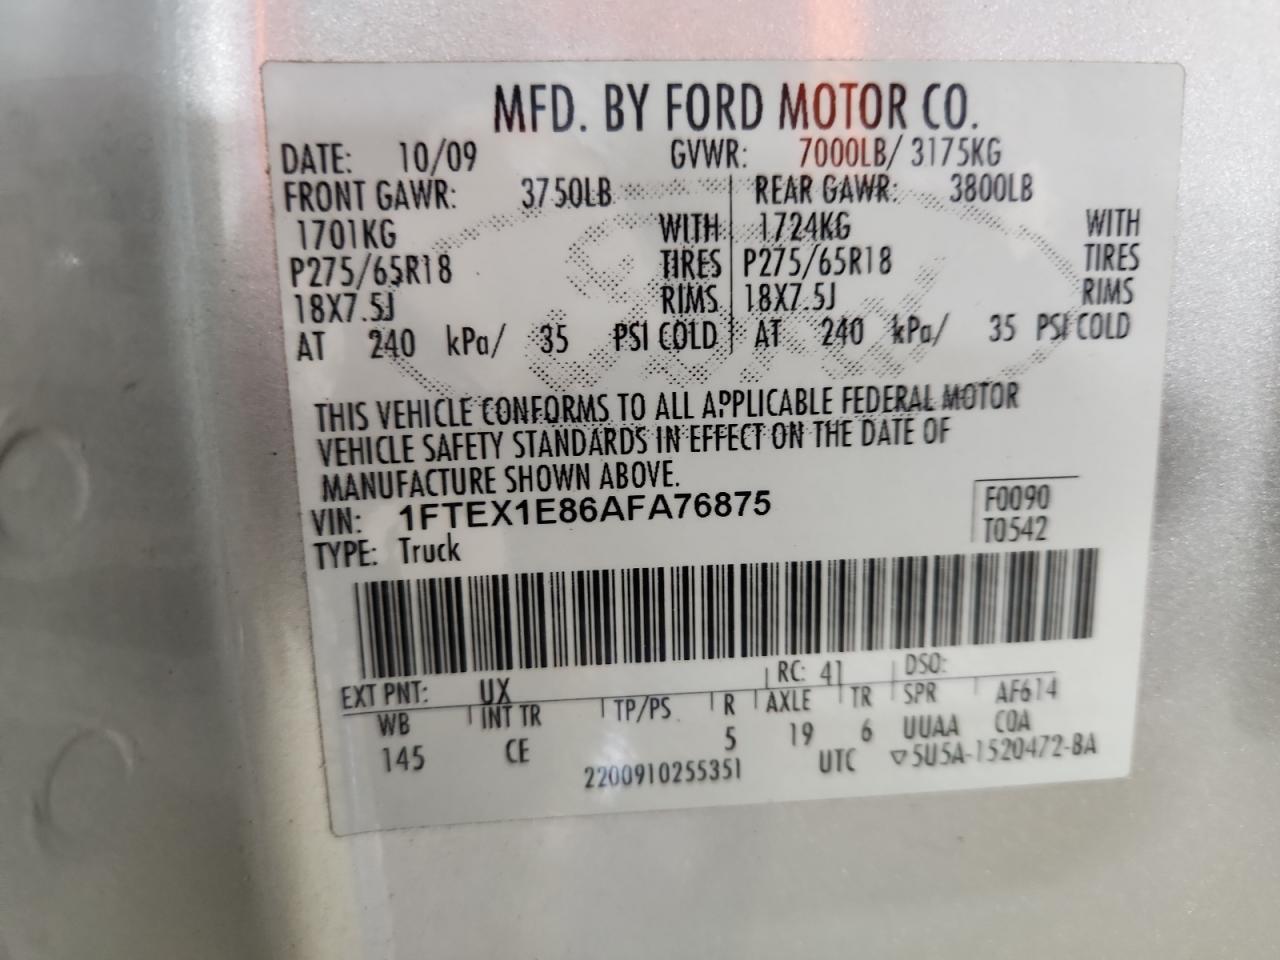 MFD. BY FORD MOTOR CO.
DATE: 10/09 GVWR: 7000LB/ 3175KG
FRONT GAWR: 3750LB REAR GAWR: 3800LB
1701KG WITH 1724KG WITH
P275/65R18 TIRES P275/65R18 TIRES
18X7.5J RIMS 18X7.5J RIMS
AT 240 kPa/ 35 PSI COLD AT 240 kPa/ 35 PSI COLD
THIS VEHICLE CONFORMS TO ALL APPLICABLE FEDERAL MOTOR
VEHICLE SAFETY STANDARDS IN EFFECT ON THE DATE OF
MANUFACTURE SHOWN ABOVE.
VIN: 1FTEX1E86AFA76875 F0090
TYPE: Truck T0542
EXT PNT: UX RC: 41 DSO:
WB INT TR TP/PS R AXLE TR SPR AF614
145 CE 5 19 6 UUAA COA
2200910255351 UTC ▽5U5A-1520472-BA